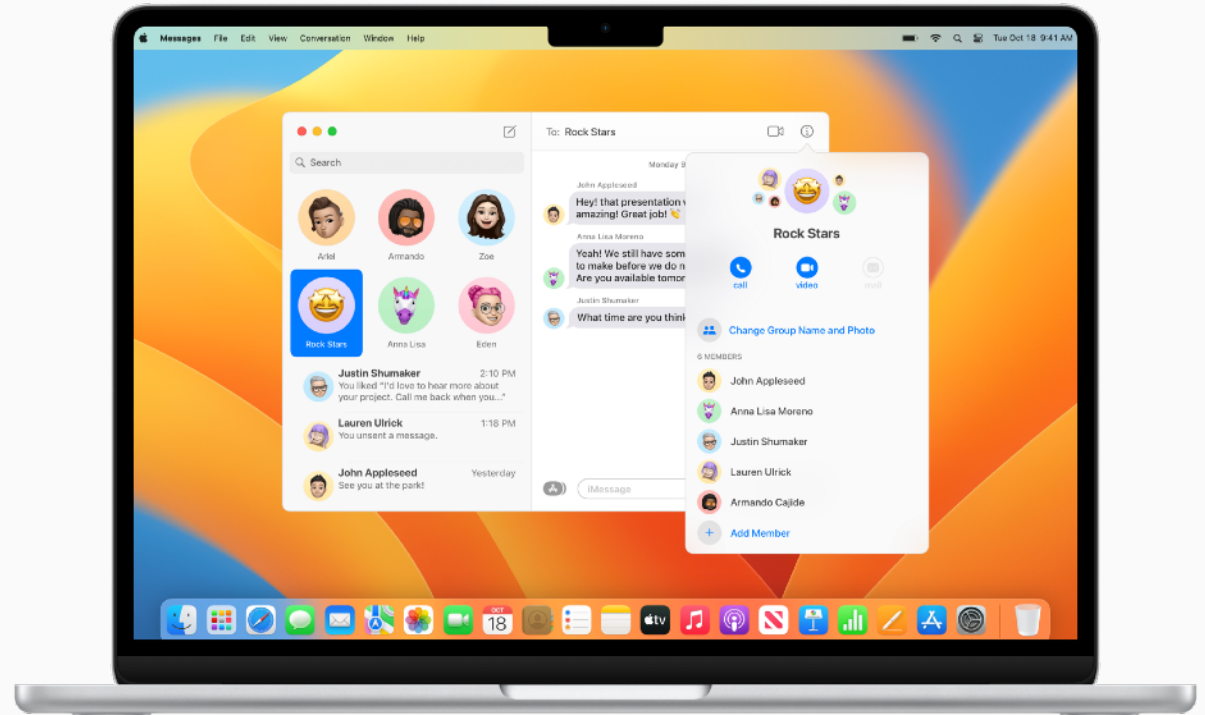 Messages File Edit View Conversation Window Help
Tue Oct 18 9:41 AM
Search
Ariel
Armando
Zoe
Rock Stars
Anna Lisa
Eden
Justin Shumaker 2:10 PM
You liked "I'd love to hear more about
your project. Call me back when you..."
Lauren Ulrick 1:18 PM
You unsent a message.
John Appleseed Yesterday
See you at the park!
To: Rock Stars
Monday
John Appleseed
Hey! that presentation
amazing! Great job!
Anna Lisa Moreno
Yeah! We still have som
to make before we do n
Are you available tomor
Justin Shumaker
What time are you think
iMessage
Rock Stars
call
video
mail
Change Group Name and Photo
6 MEMBERS
John Appleseed
Anna Lisa Moreno
Justin Shumaker
Lauren Ulrick
Armando Cajide
Add Member
OCT
18
tv